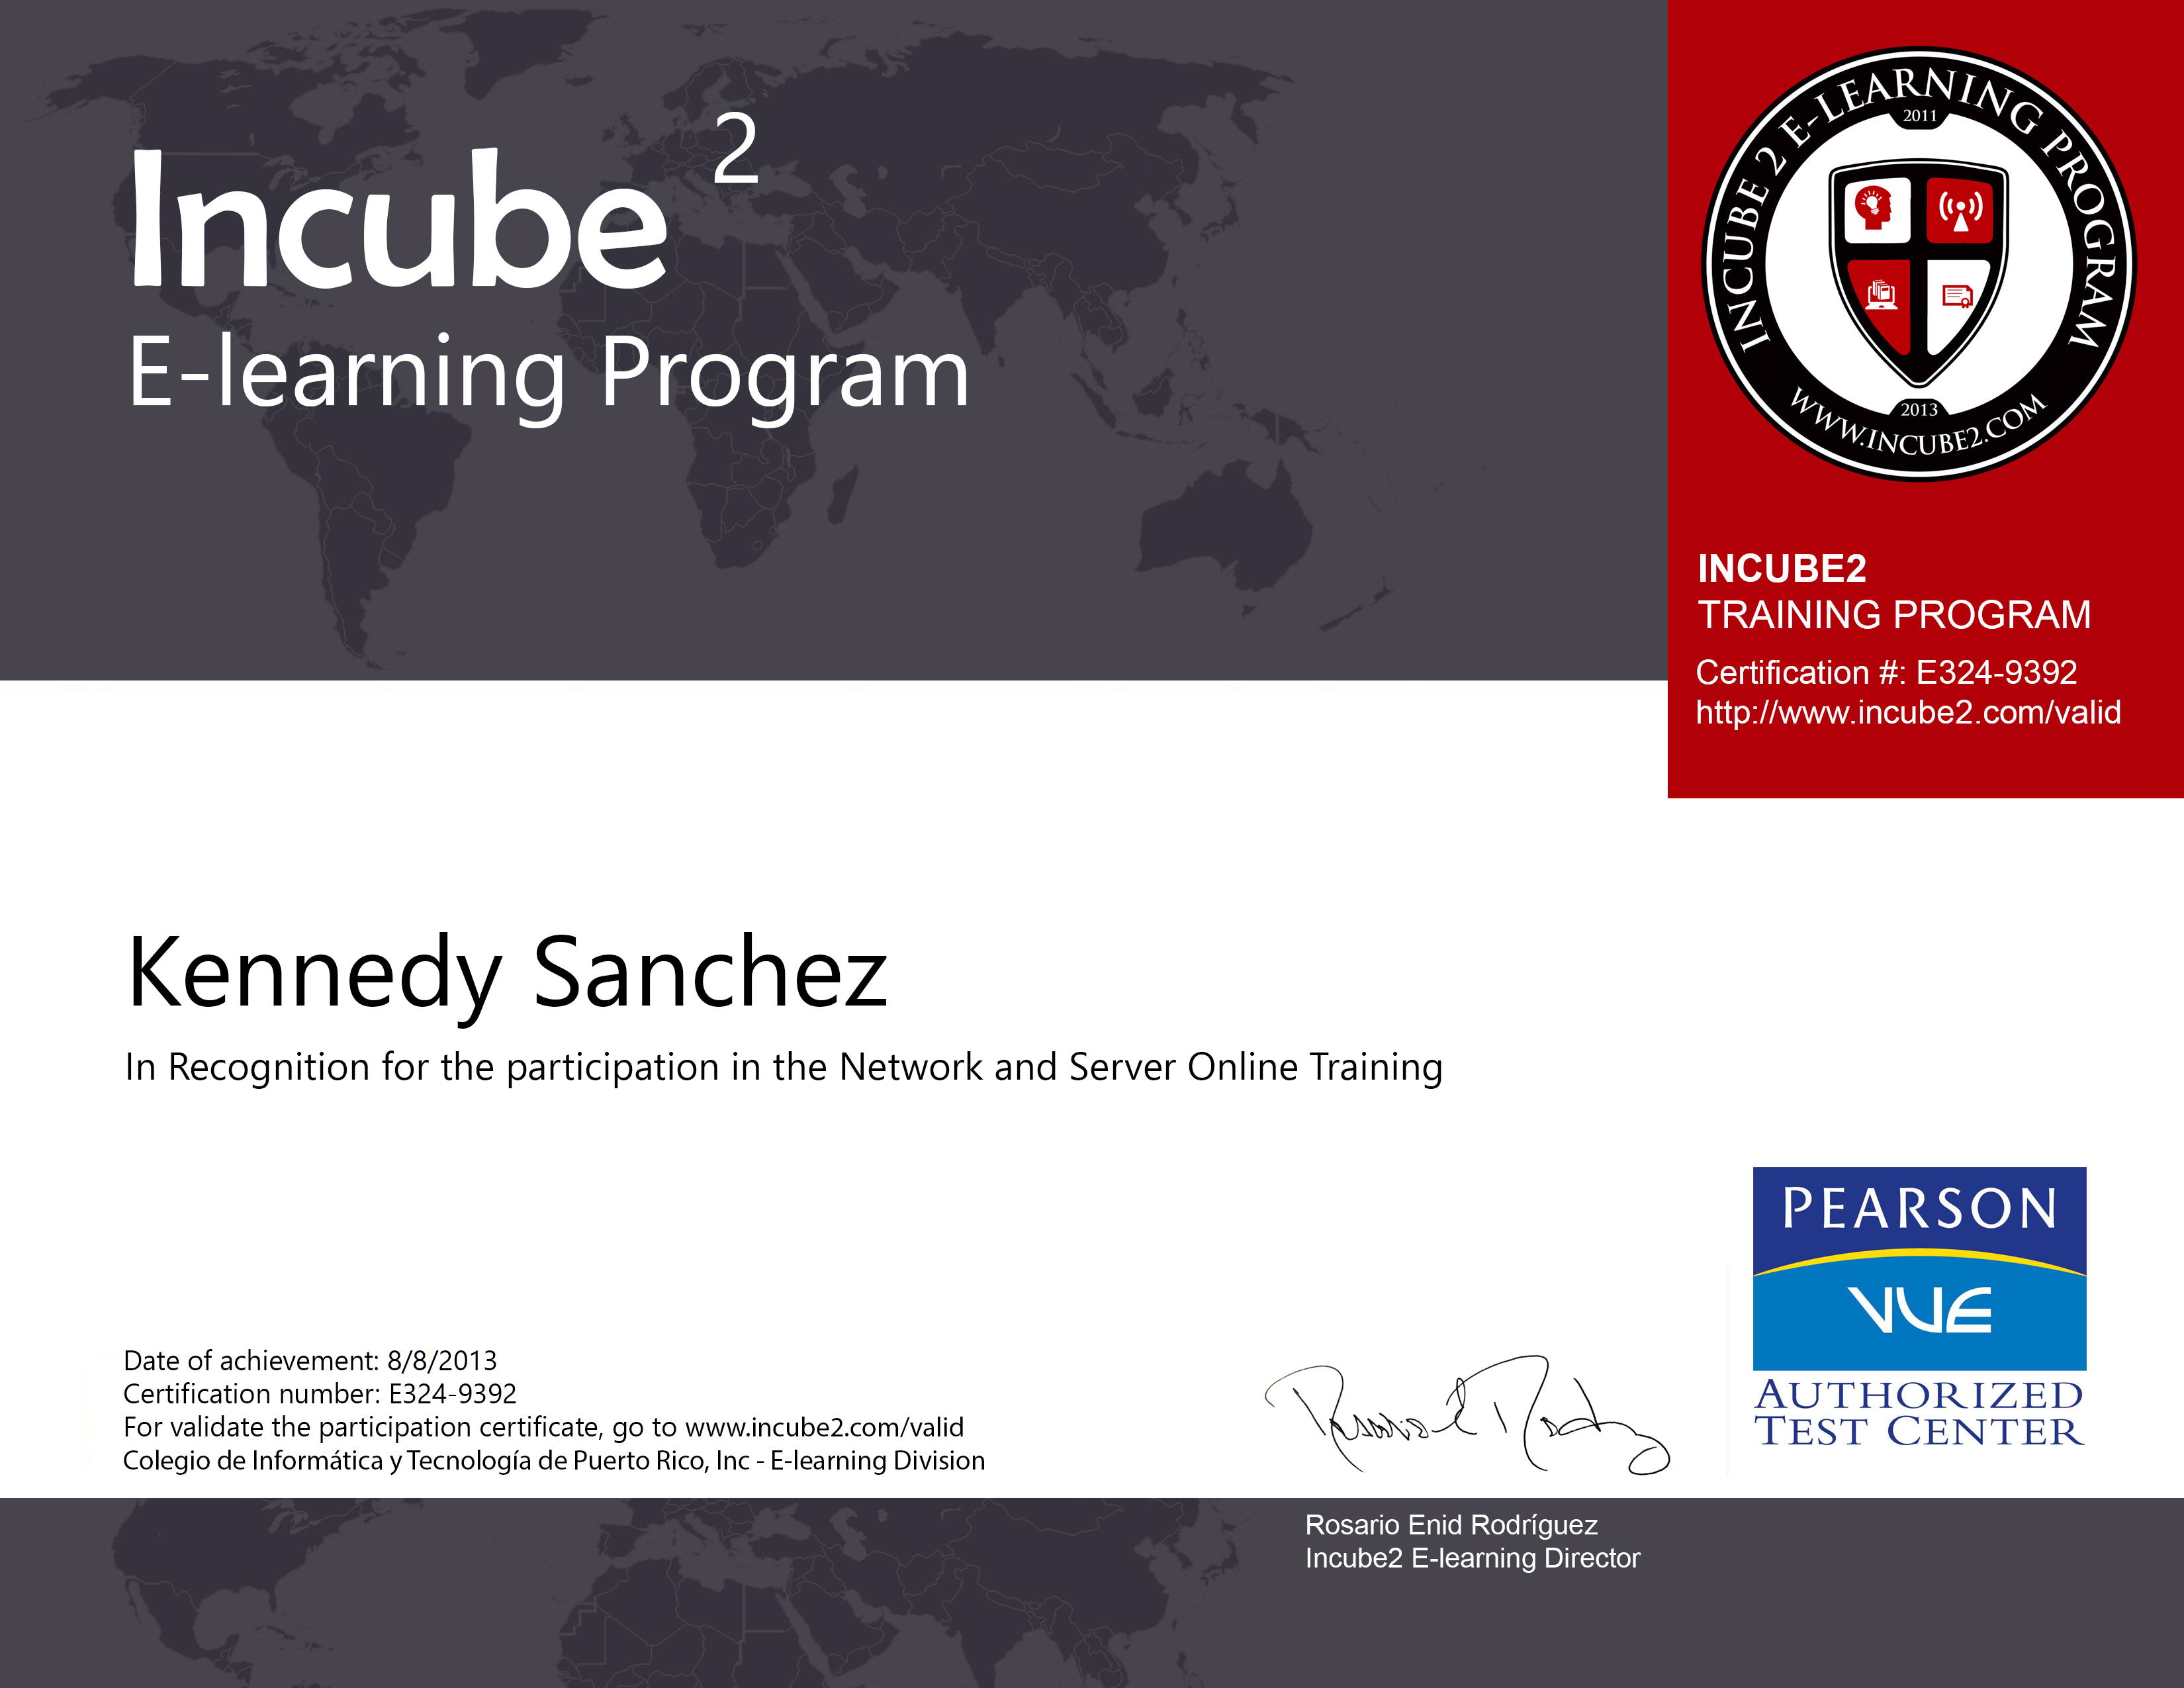 Incube 2
E-learning Program
INCUBE 2 E-LEARNING PROGRAM
2011
2013
WWW.INCUBE2.COM
INCUBE2
TRAINING PROGRAM
Certification #: E324-9392
http://www.incube2.com/valid
Kennedy Sanchez
In Recognition for the participation in the Network and Server Online Training
Date of achievement: 8/8/2013
Certification number: E324-9392
For validate the participation certificate, go to www.incube2.com/valid
Colegio de Informática y Tecnología de Puerto Rico, Inc - E-learning Division
PEARSON
VUE
AUTHORIZED
TEST CENTER
Rosario Enid Rodríguez
Incube2 E-learning Director